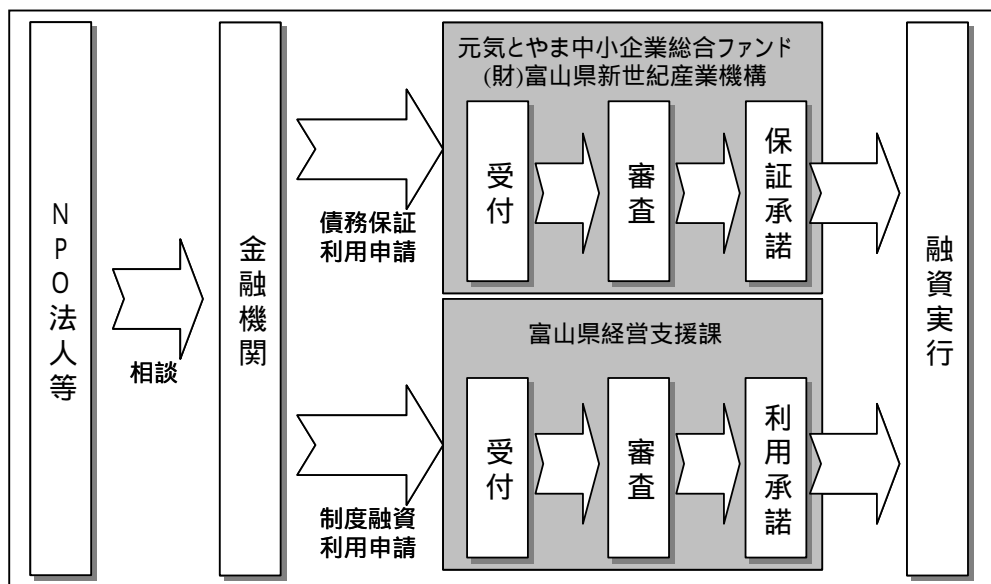 NPO法人等
相談
金融機関
債務保証
利用申請
元気とやま中小企業総合ファンド
(財)富山県新世紀産業機構
受付
審査
保証承諾
制度融資
利用申請
富山県経営支援課
受付
審査
利用承諾
融資実行